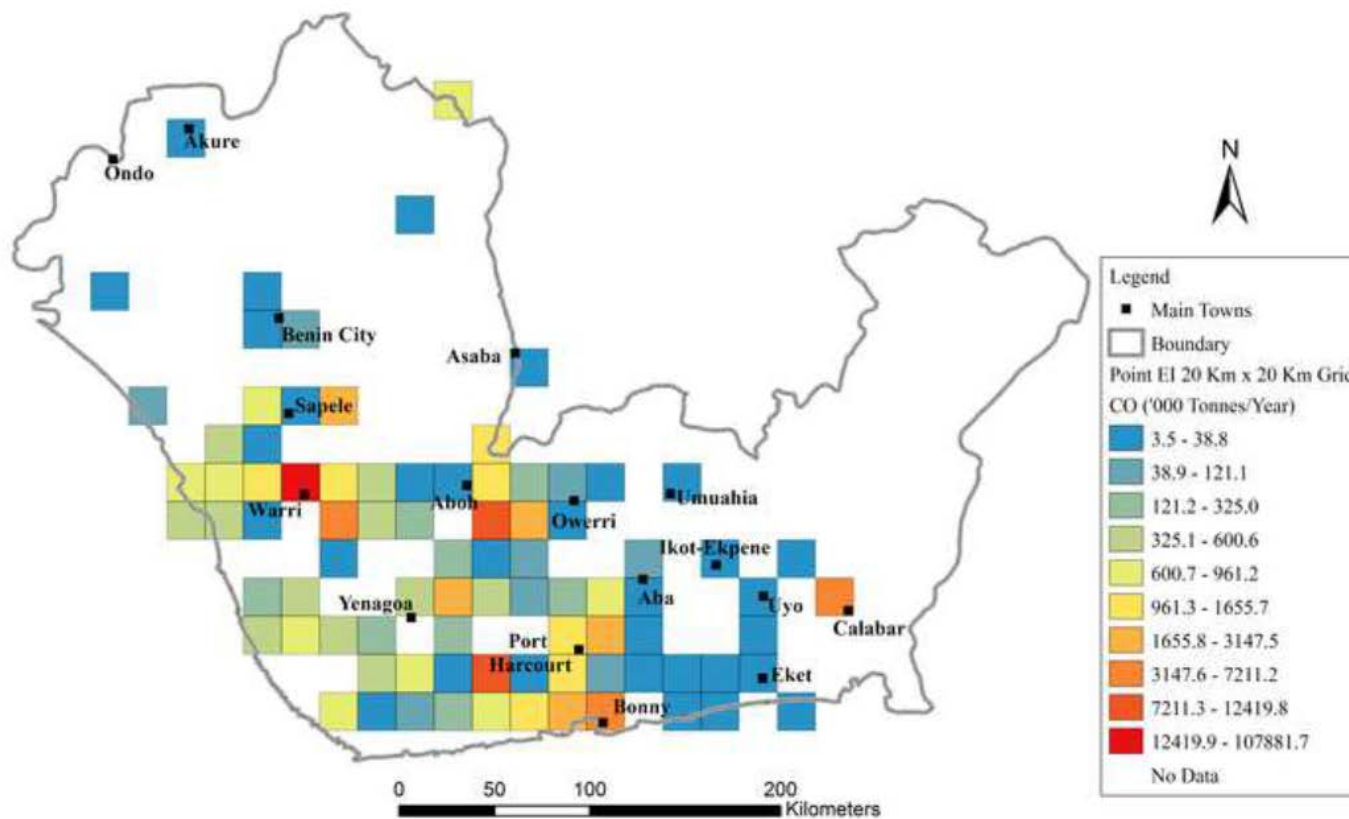 Akure
Ondo
N
Benin City
Asaba
Sapele
Warri
Aboh
Owerri
Umuahia
Ikot-Ekpene
Aba
Uyo
Calabar
Yenagoa
Port
Harcourt
Eket
Bonny
0 50 100 200
Kilometers
Legend
Main Towns
Boundary
Point EI 20 Km x 20 Km Grid
CO ('000 Tonnes/Year)
3.5 - 38.8
38.9 - 121.1
121.2 - 325.0
325.1 - 600.6
600.7 - 961.2
961.3 - 1655.7
1655.8 - 3147.5
3147.6 - 7211.2
7211.3 - 12419.8
12419.9 - 107881.7
No Data